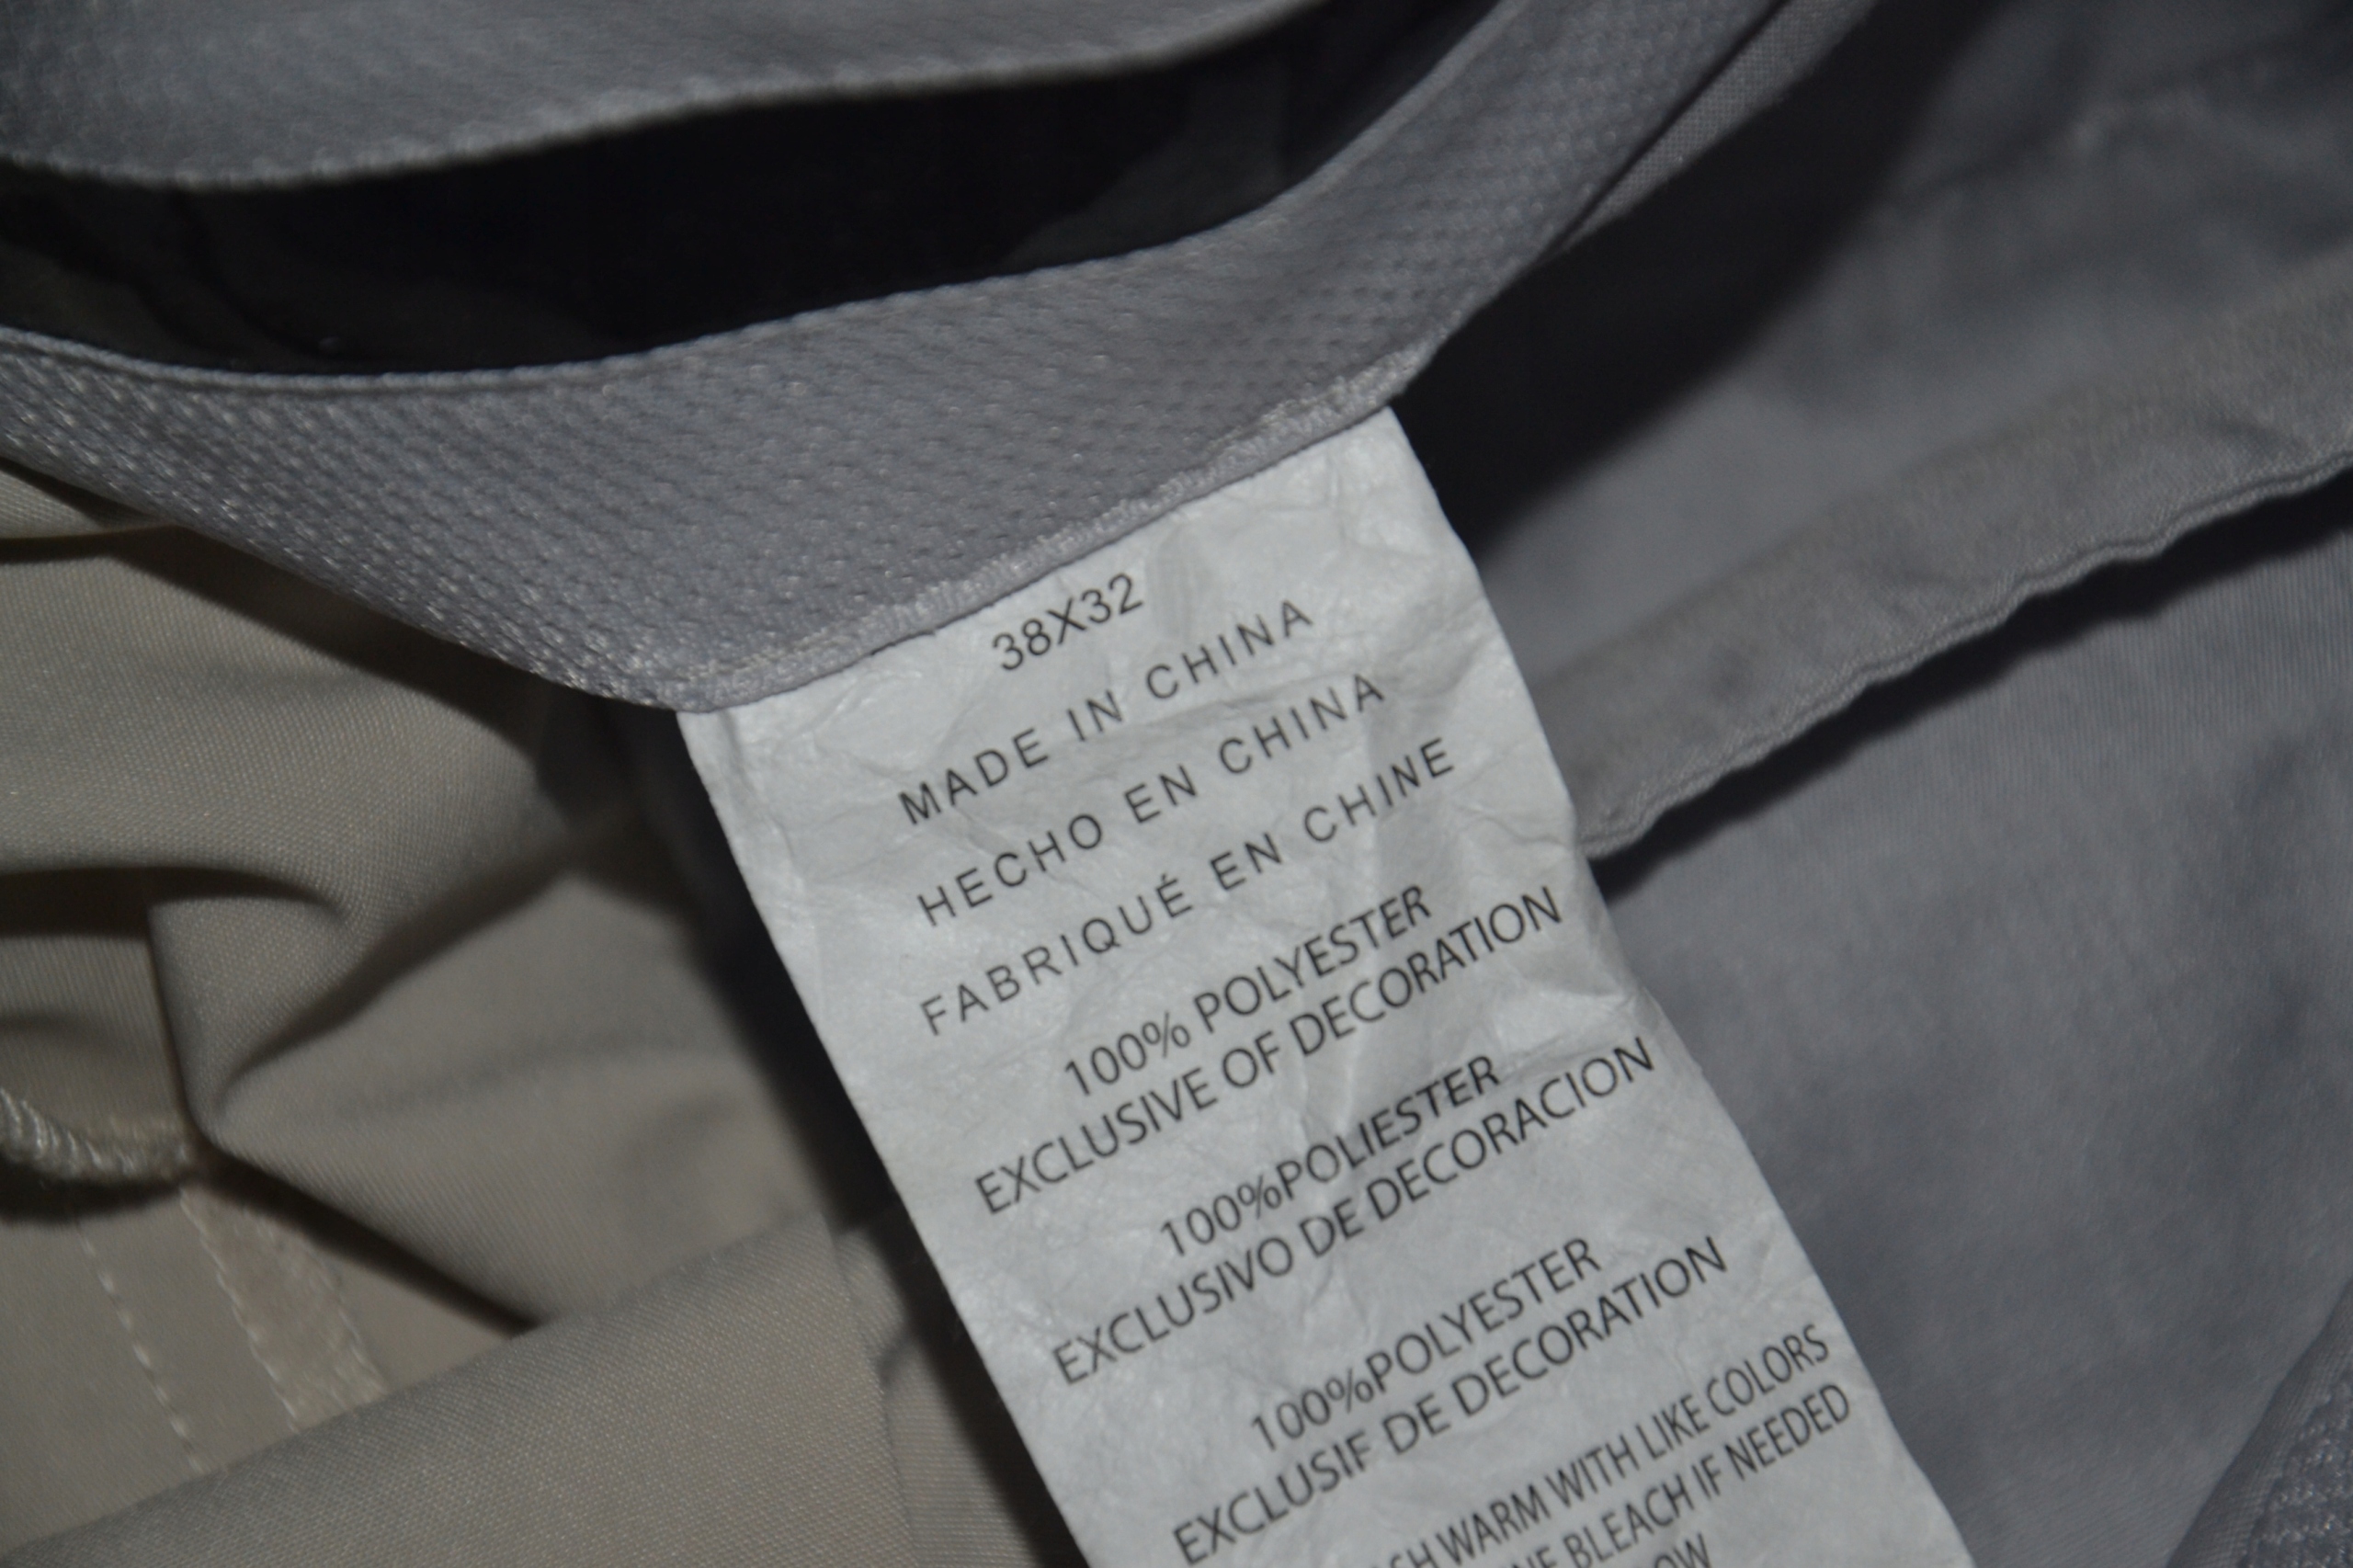 38X32
MADE IN CHINA
HECHO EN CHINA
FABRIQUÉ EN CHINE
100% POLYESTER
EXCLUSIVE OF DECORATION
100%POLIESTER
EXCLUSIVO DE DECORACION
100%POLYESTER
EXCLUSIF DE DECORATION
WARM WITH LIKE COLORS
BLEACH IF NEEDED